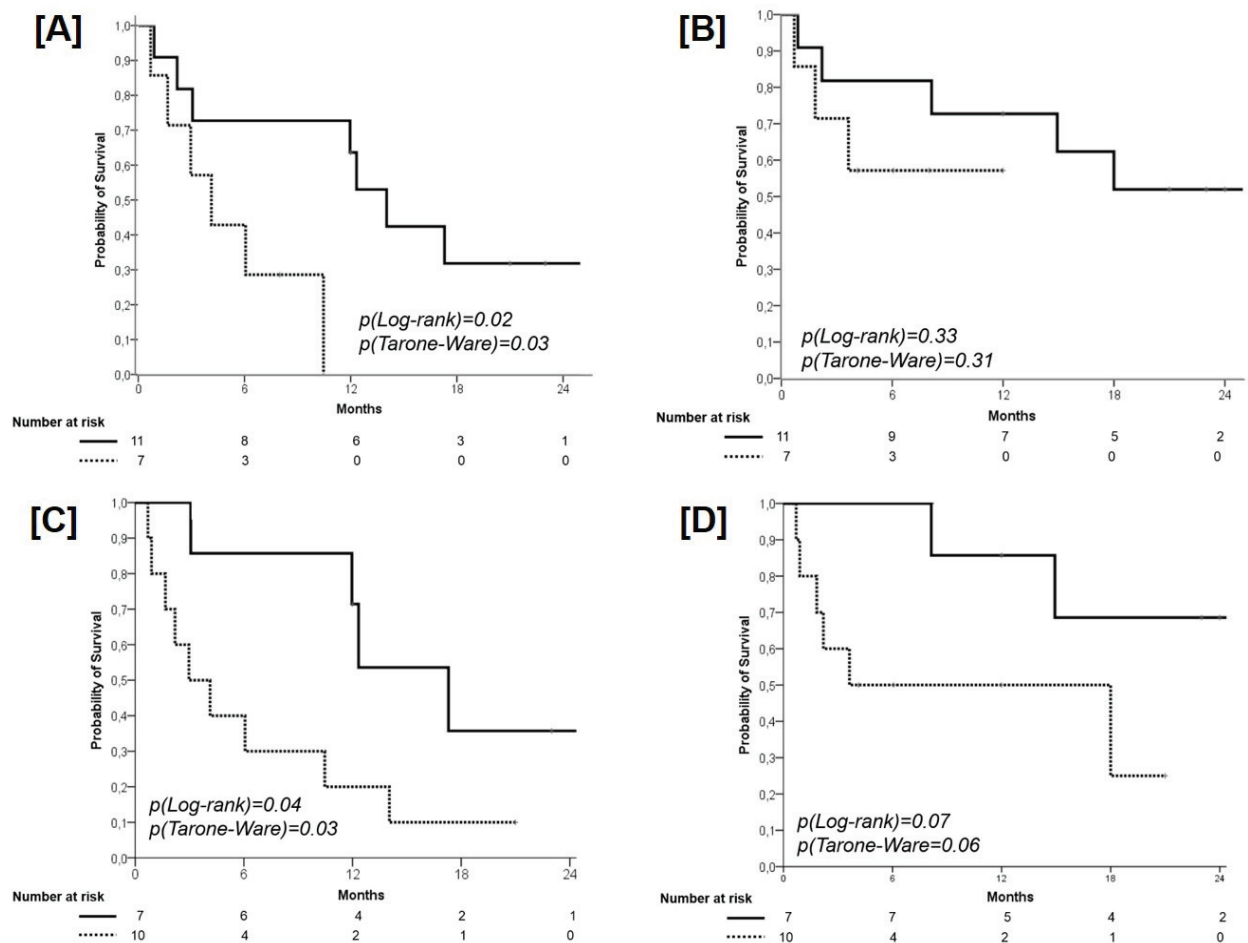 [A]
Probability of Survival
1,0
0,9
0,8
0,7
0,6
0,5
0,4
0,3
0,2
0,1
0,0
p(Log-rank)=0.02
p(Tarone-Ware)=0.03
0 6 12 18 24
Months
Number at risk
11 8 6 3 1
7 3 0 0 0
[B]
Probability of Survival
1,0
0,9
0,8
0,7
0,6
0,5
0,4
0,3
0,2
0,1
0,0
p(Log-rank)=0.33
p(Tarone-Ware)=0.31
0 6 12 18 24
Months
Number at risk
11 9 7 5 2
7 3 0 0 0
[C]
Probability of Survival
1,0
0,9
0,8
0,7
0,6
0,5
0,4
0,3
0,2
0,1
0,0
p(Log-rank)=0.04
p(Tarone-Ware)=0.03
0 6 12 18 24
Months
Number at risk
7 6 4 2 1
10 4 2 1 0
[D]
Probability of Survival
1,0
0,9
0,8
0,7
0,6
0,5
0,4
0,3
0,2
0,1
0,0
p(Log-rank)=0.07
p(Tarone-Ware=0.06
0 6 12 18 24
Months
Number at risk
7 7 5 4 2
10 4 2 1 0